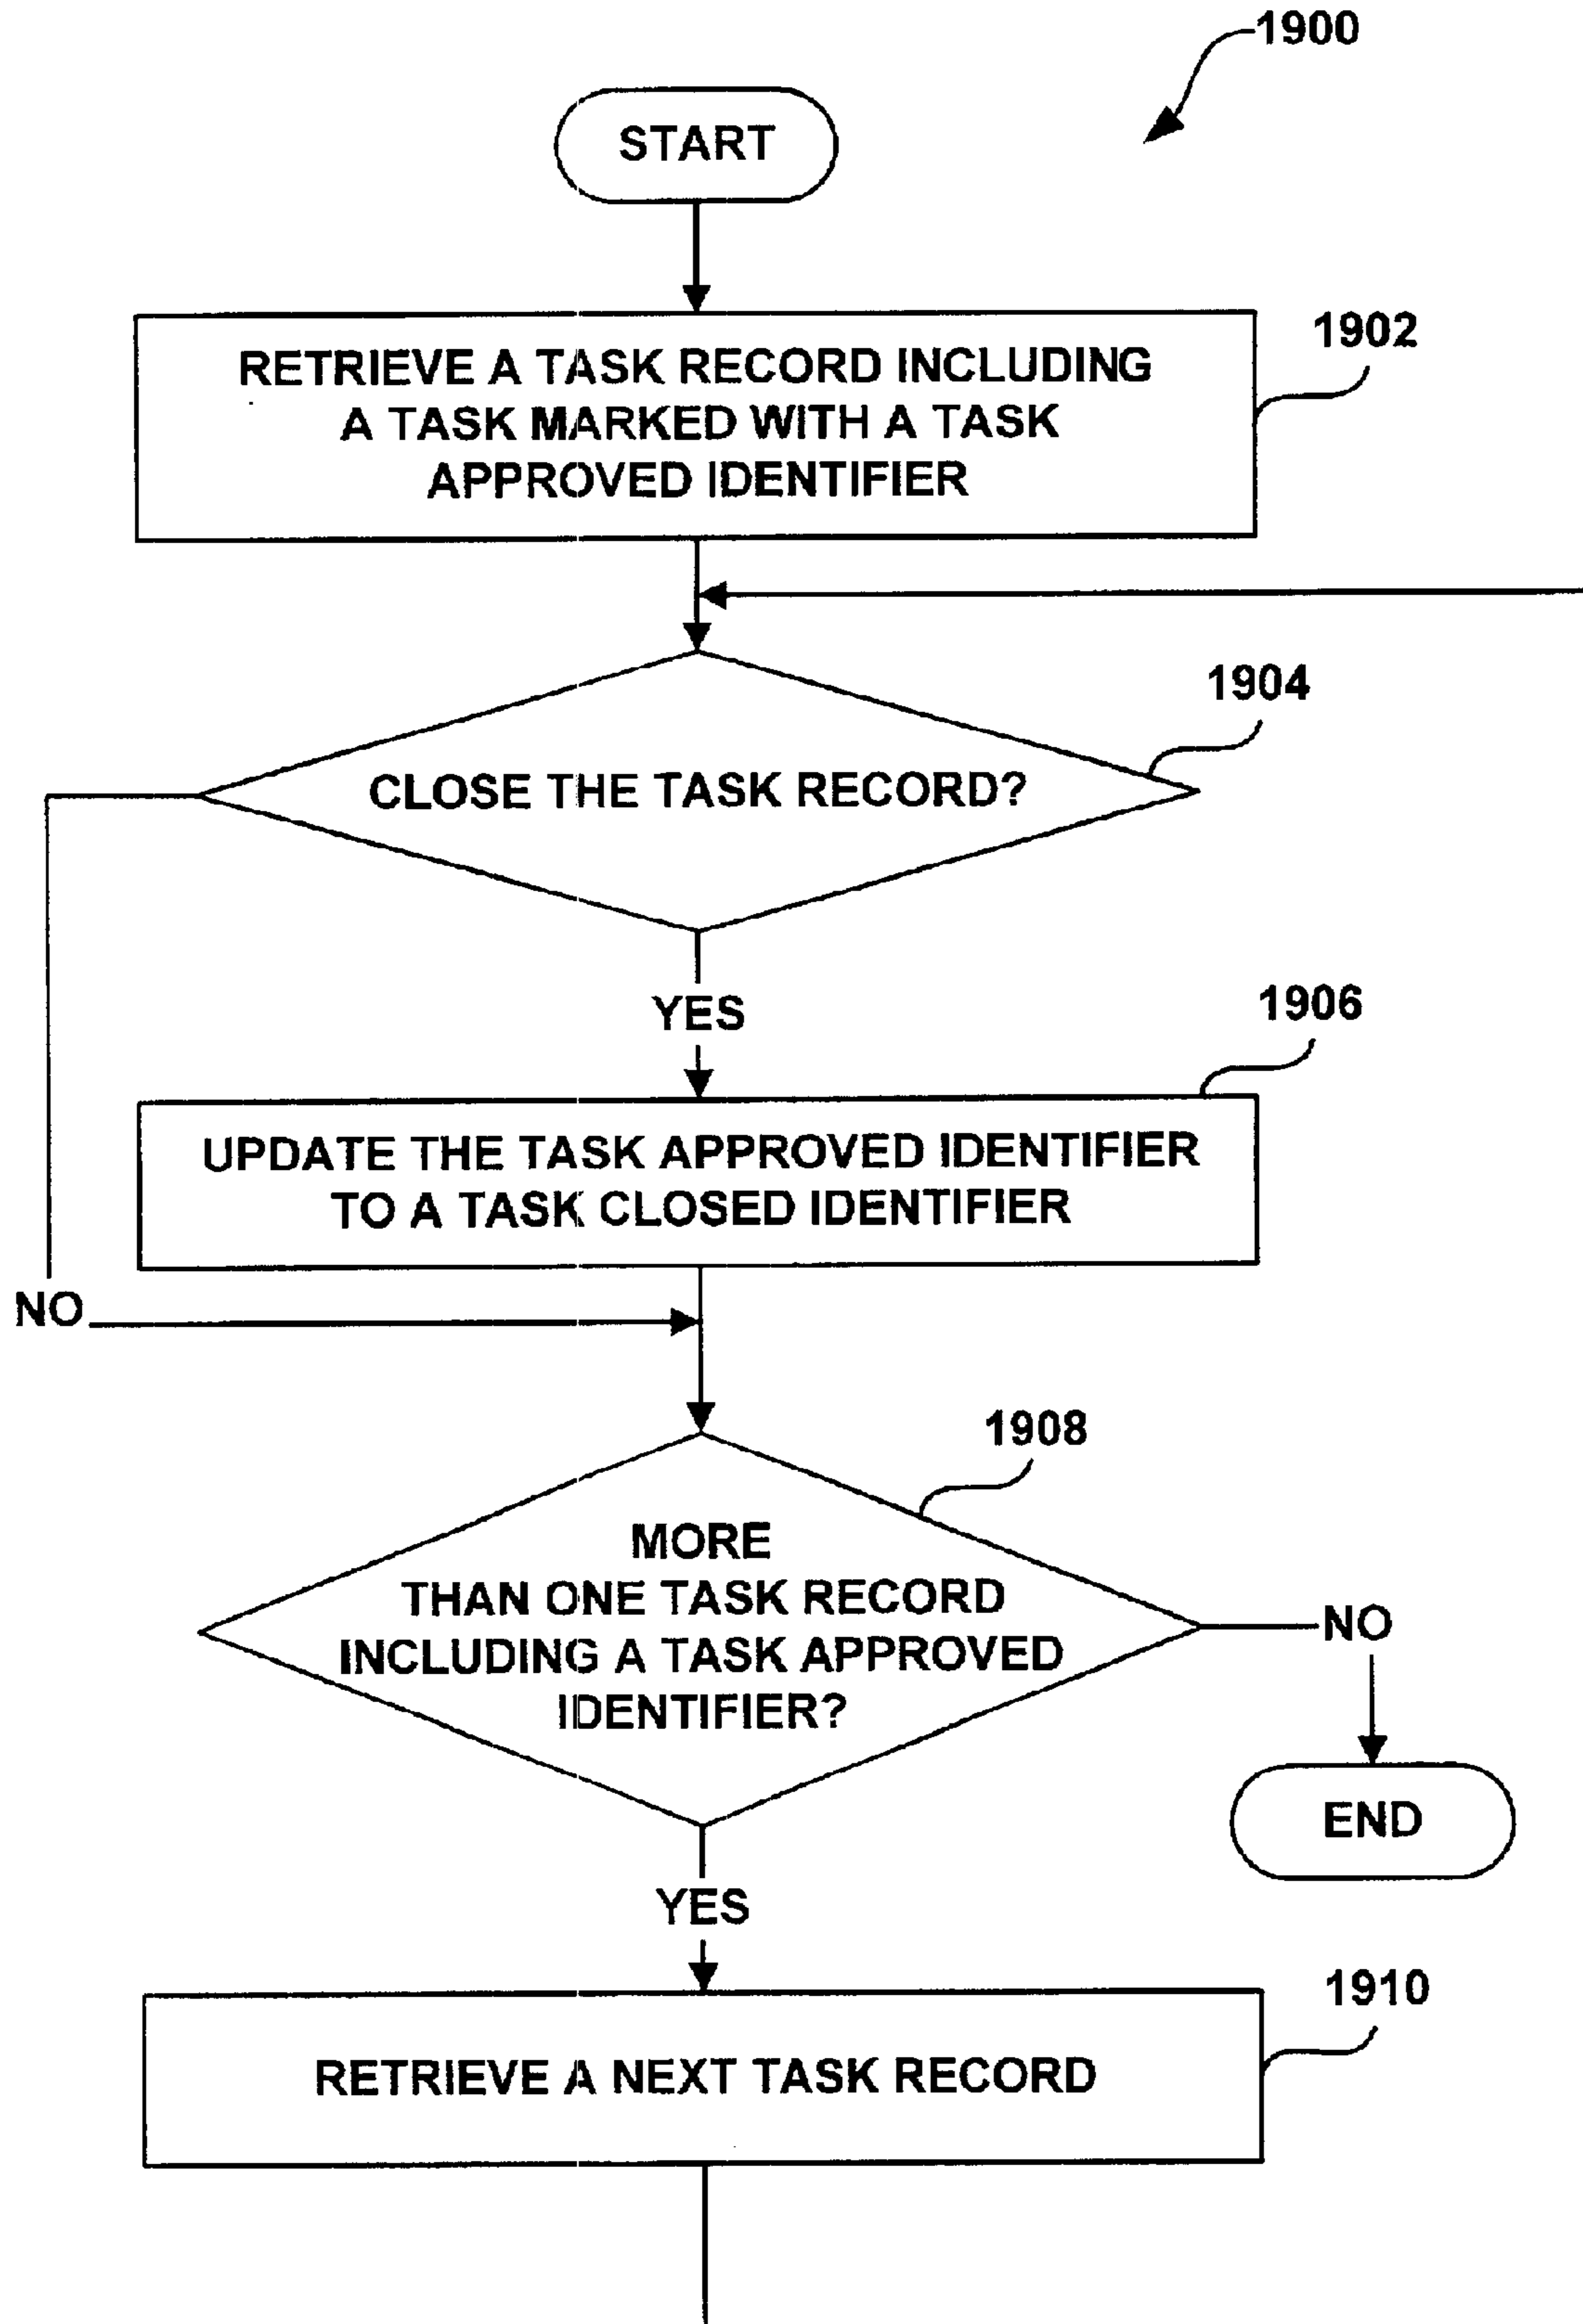 1900
START
1902
RETRIEVE A TASK RECORD INCLUDING
A TASK MARKED WITH A TASK
APPROVED IDENTIFIER
1904
CLOSE THE TASK RECORD?
YES
1906
UPDATE THE TASK APPROVED IDENTIFIER
TO A TASK CLOSED IDENTIFIER
NO
1908
MORE
THAN ONE TASK RECORD
INCLUDING A TASK APPROVED
IDENTIFIER?
NO
END
YES
1910
RETRIEVE A NEXT TASK RECORD